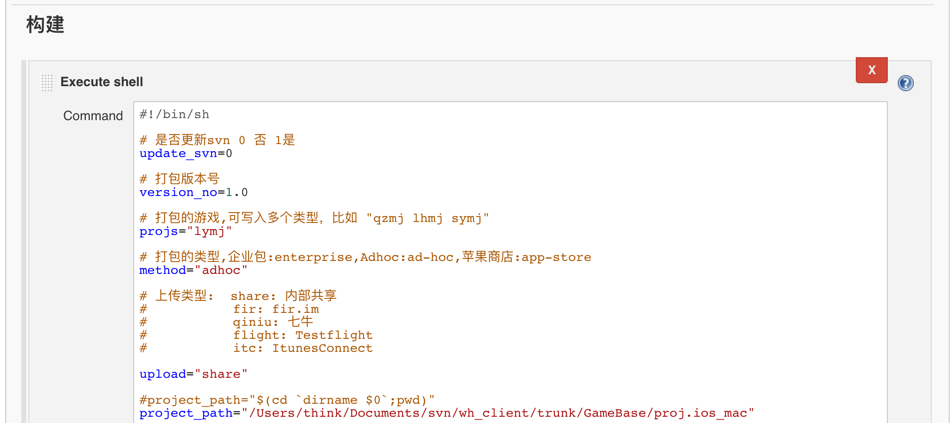 构建
Execute shell
X
?
Command
#!/bin/sh
# 是否更新svn 0 否 1是
update_svn=0
# 打包版本号
version_no=1.0
# 打包的游戏,可写入多个类型，比如 "qzmj lhmj symj"
projs="lymj"
# 打包的类型,企业包:enterprise,Adhoc:ad-hoc,苹果商店:app-store
method="adhoc"
# 上传类型:  share: 内部共享
#           fir: fir.im
#           qiniu: 七牛
#           flight: Testflight
#           itc: ItunesConnect
upload="share"
#project_path="$(cd `dirname $0`;pwd)"
project_path="/Users/think/Documents/svn/wh_client/trunk/GameBase/proj.ios_mac"